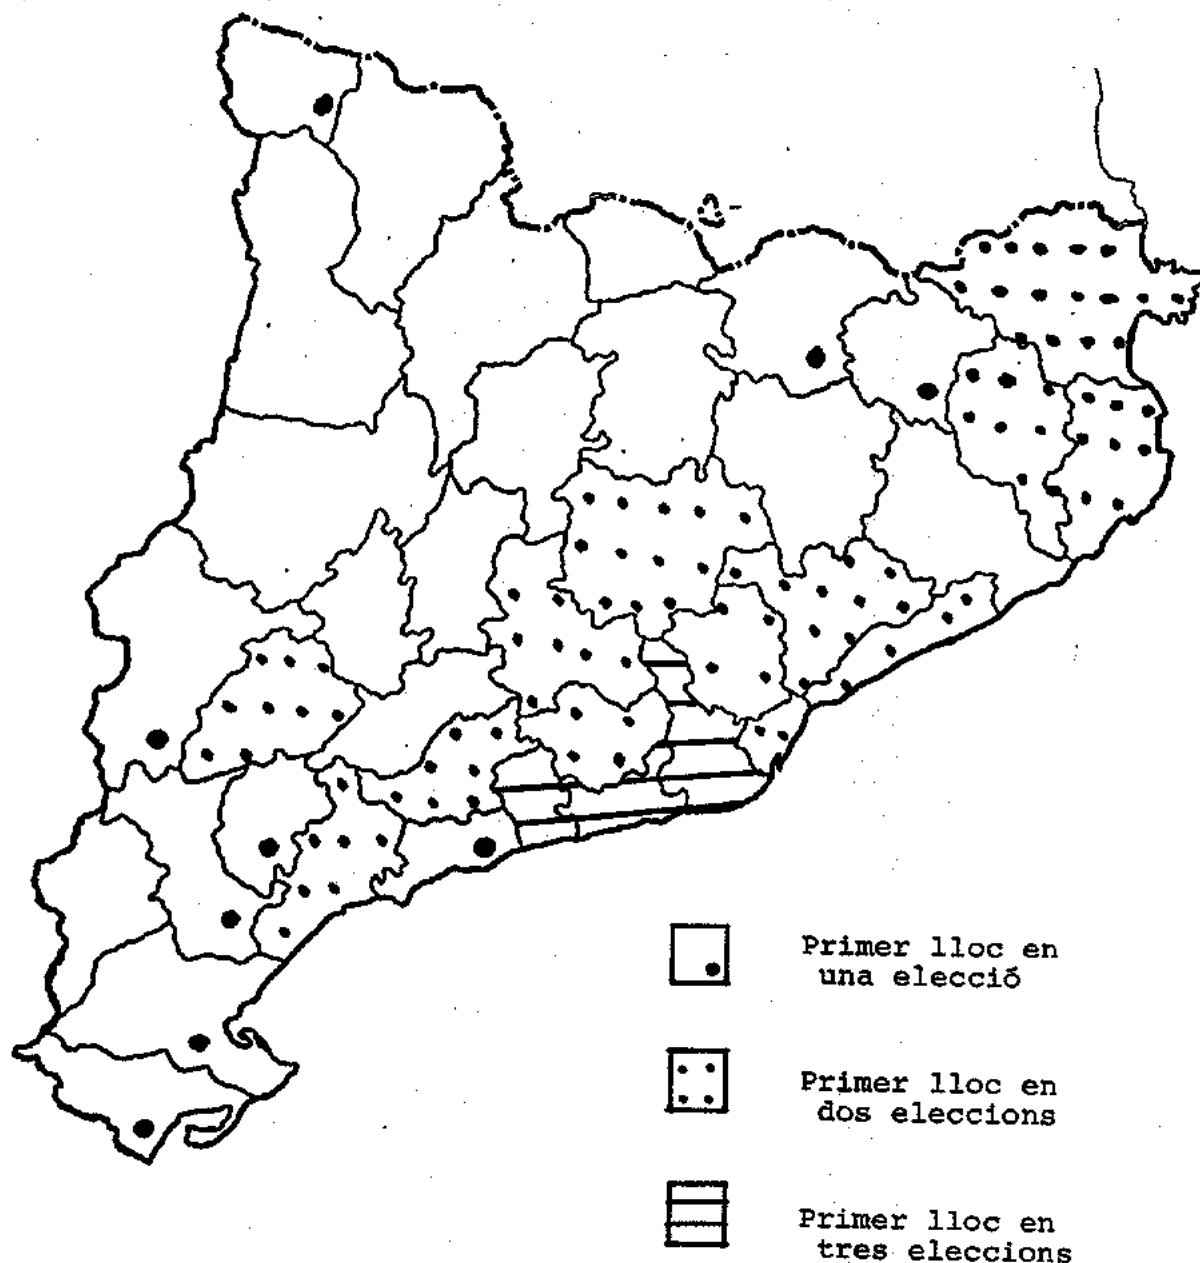 Primer lloc en
una elecció
Primer lloc en
dos eleccions
Primer lloc en
tres eleccions